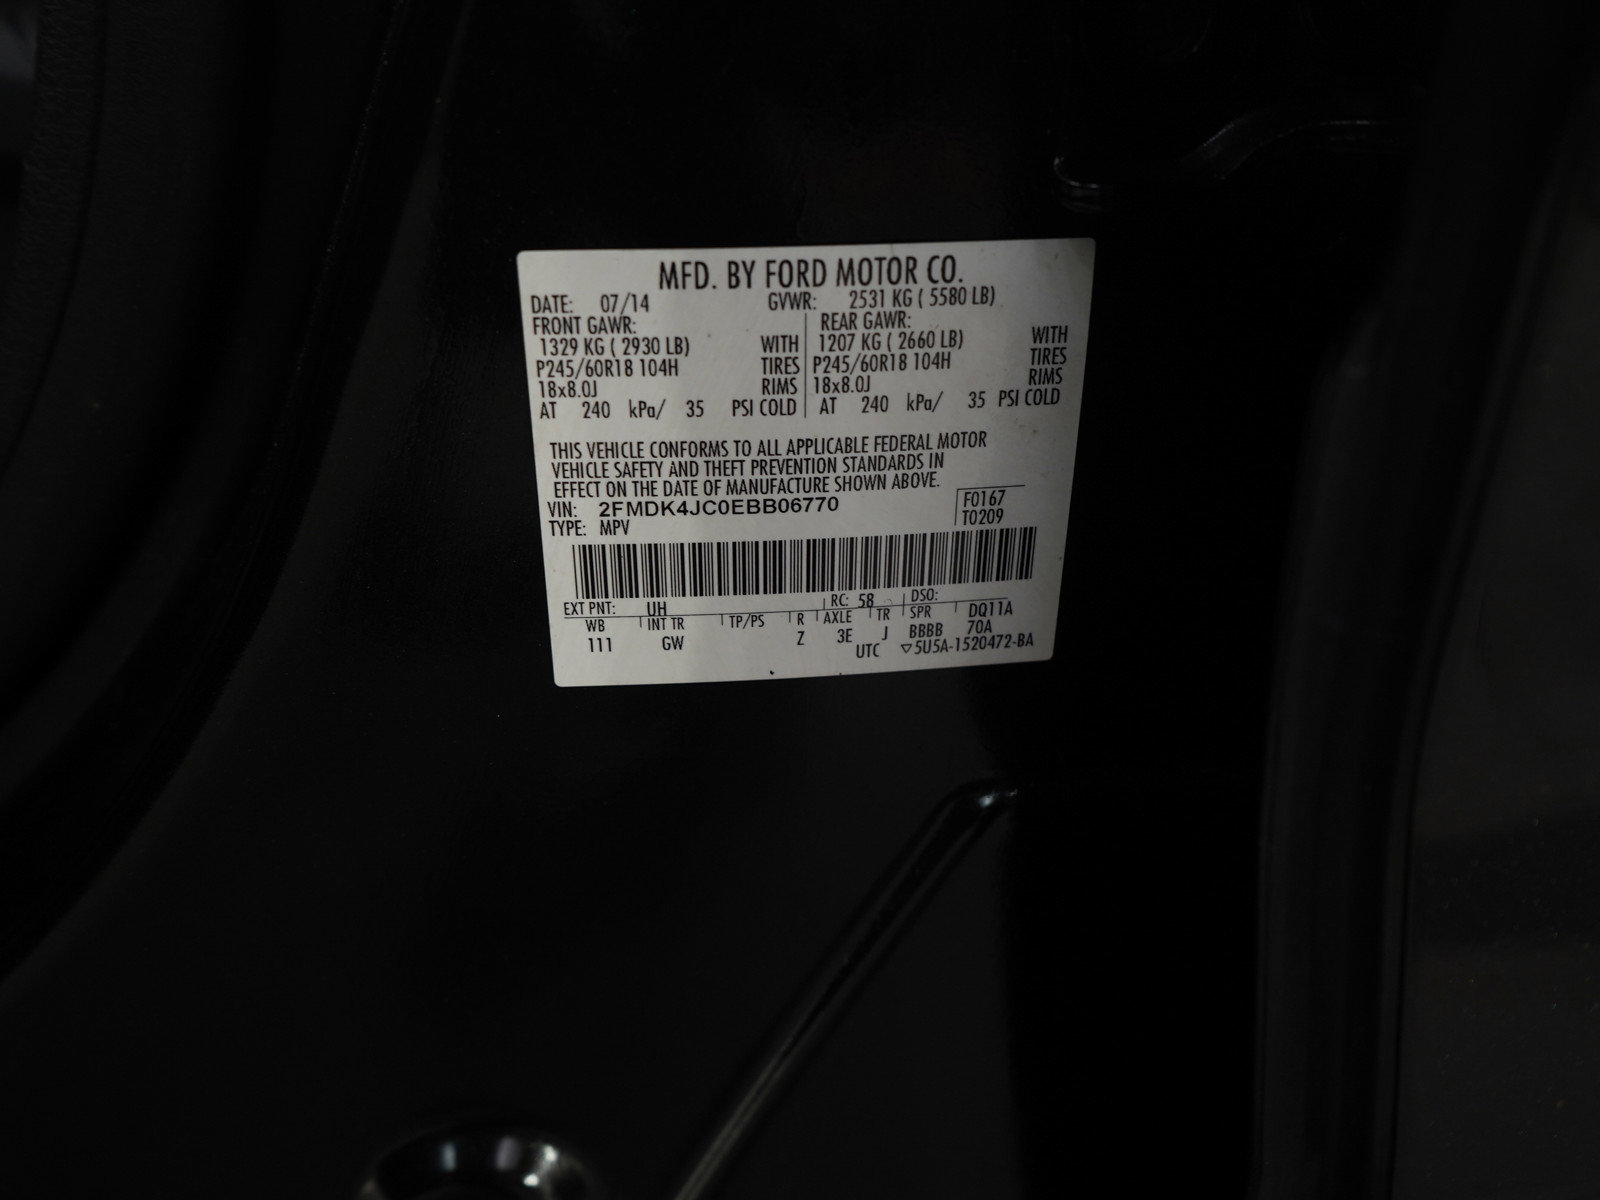 MFD. BY FORD MOTOR CO.
DATE: 07/14 GVWR: 2531 KG ( 5580 LB)
FRONT GAWR: REAR GAWR:
1329 KG ( 2930 LB) WITH 1207 KG ( 2660 LB) WITH
P245/60R18 104H TIRES P245/60R18 104H TIRES
18x8.0J RIMS 18x8.0J RIMS
AT 240 kPa/ 35 PSI COLD AT 240 kPa/ 35 PSI COLD
THIS VEHICLE CONFORMS TO ALL APPLICABLE FEDERAL MOTOR
VEHICLE SAFETY AND THEFT PREVENTION STANDARDS IN
EFFECT ON THE DATE OF MANUFACTURE SHOWN ABOVE.
VIN: 2FMDK4JC0EBB06770 F0167
TYPE: MPV T0209
EXT PNT: UH RC: 58 DSO:
WB INT TR TP/PS R AXLE TR SPR DQ11A
111 GW Z 3E J BBBB 70A
UTC ▽5U5A-1520472-BA